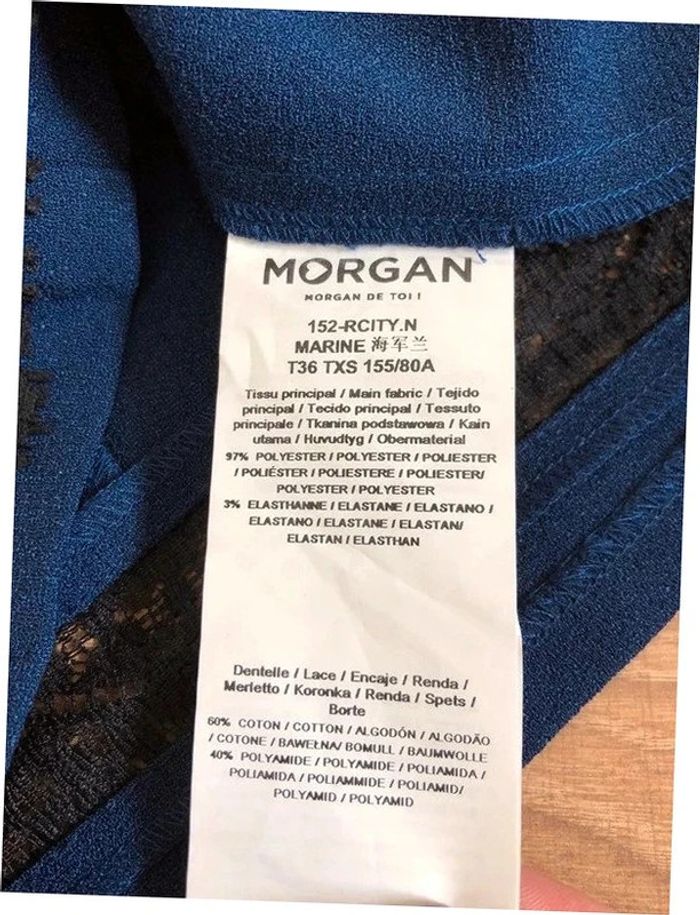 MORGAN
MORGAN DE TOI !
152-RCITY.N
MARINE 海军兰
T36 TXS 155/80A
Tissu principal / Main fabric / Tejido
principal / Tecido principal / Tessuto
principale / Tkanina podstawowa / Kain
utama / Huvudtyg / Obermaterial
97% POLYESTER / POLYESTER / POLIESTER
/ POLIÉSTER / POLIESTERE / POLIESTER/
POLYESTER / POLYESTER
3% ELASTHANNE / ELASTANE / ELASTANO /
ELASTANO / ELASTANE / ELASTAN/
ELASTAN / ELASTHAN
Dentelle / Lace / Encaje / Renda /
Merletto / Koronka / Renda / Spets /
Borte
60% COTON / COTTON / ALGODÓN / ALGODÃO
/ COTONE / BAWEŁNA/ BOMULL / BAUMWOLLE
40% POLYAMIDE / POLYAMIDE / POLIAMIDA /
POLIAMIDA / POLIAMMIDE / POLIAMID/
POLYAMID / POLYAMID